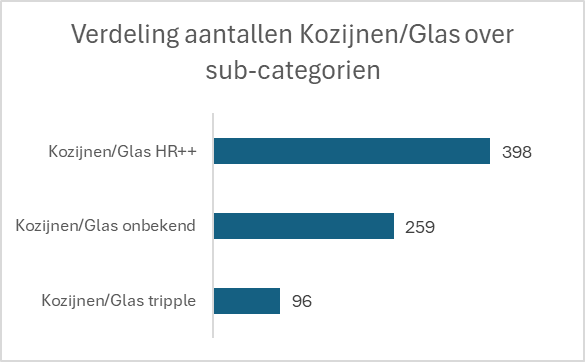 Verdeling aantallen Kozijnen/Glas over
sub-categorien
Kozijnen/Glas HR++ 398
Kozijnen/Glas onbekend 259
Kozijnen/Glas tripple 96